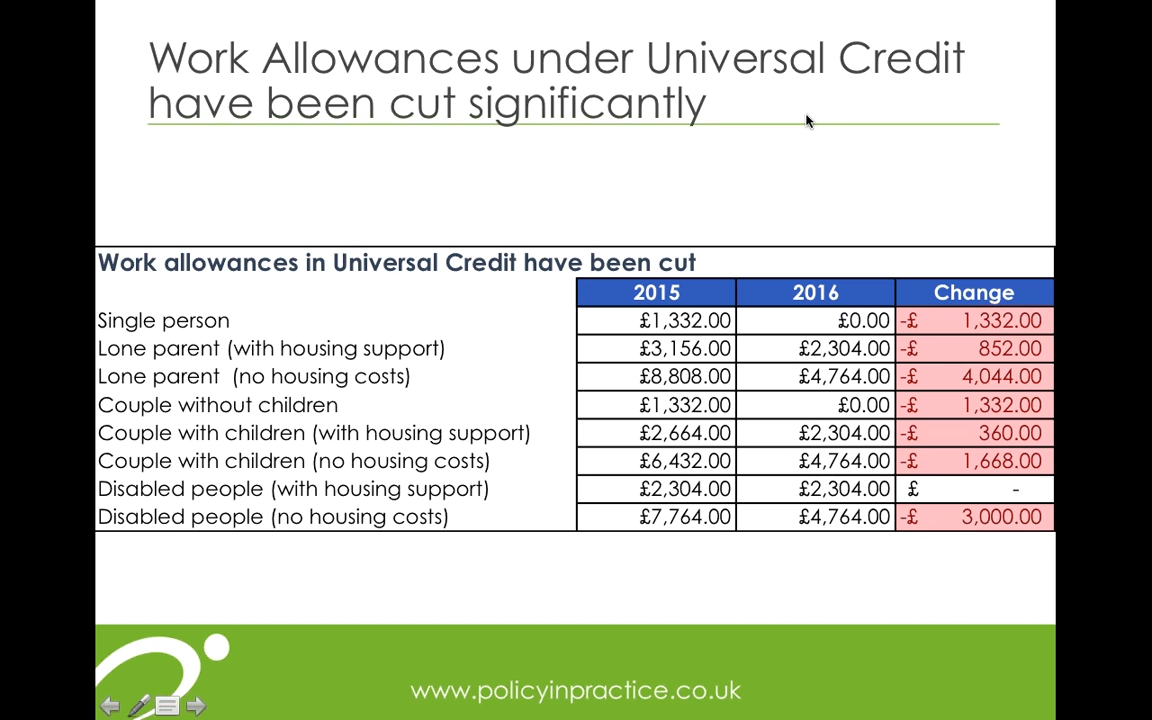 Work Allowances under Universal Credit
have been cut significantly
Work allowances in Universal Credit have been cut
2015 2016 Change
Single person £1,332.00 £0.00 -£ 1,332.00
Lone parent (with housing support) £3,156.00 £2,304.00 -£ 852.00
Lone parent (no housing costs) £8,808.00 £4,764.00 -£ 4,044.00
Couple without children £1,332.00 £0.00 -£ 1,332.00
Couple with children (with housing support) £2,664.00 £2,304.00 -£ 360.00
Couple with children (no housing costs) £6,432.00 £4,764.00 -£ 1,668.00
Disabled people (with housing support) £2,304.00 £2,304.00 £ -
Disabled people (no housing costs) £7,764.00 £4,764.00 -£ 3,000.00
www.policyinpractice.co.uk